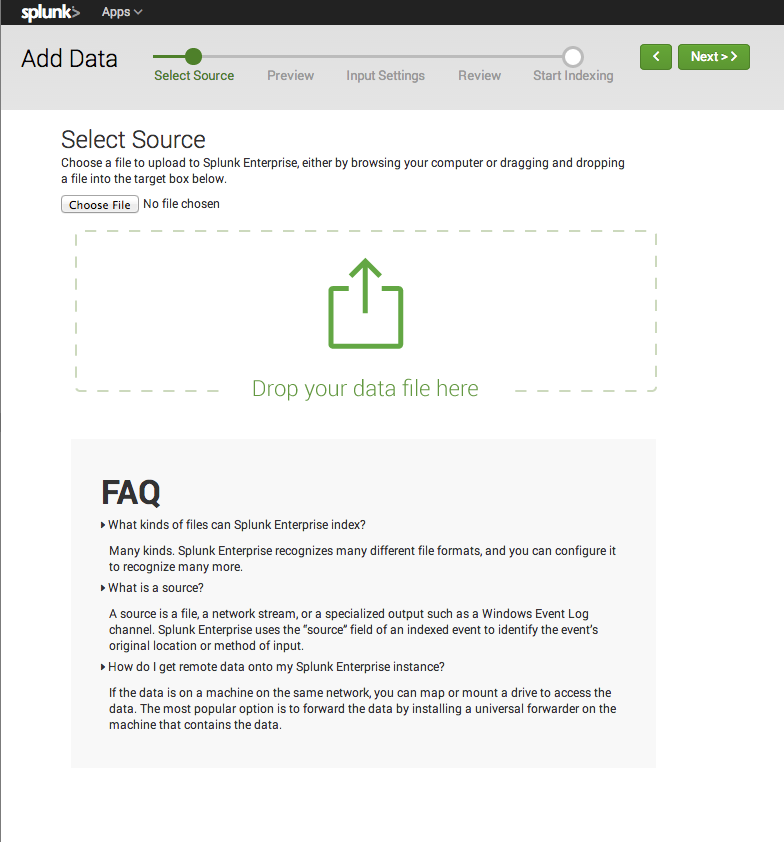 splunk> Apps
Add Data
Select Source Preview Input Settings Review Start Indexing
< Next > >
Select Source
Choose a file to upload to Splunk Enterprise, either by browsing your computer or dragging and dropping
a file into the target box below.
Choose File No file chosen
Drop your data file here
FAQ
What kinds of files can Splunk Enterprise index?
Many kinds. Splunk Enterprise recognizes many different file formats, and you can configure it
to recognize many more.
What is a source?
A source is a file, a network stream, or a specialized output such as a Windows Event Log
channel. Splunk Enterprise uses the “source” field of an indexed event to identify the event’s
original location or method of input.
How do I get remote data onto my Splunk Enterprise instance?
If the data is on a machine on the same network, you can map or mount a drive to access the
data. The most popular option is to forward the data by installing a universal forwarder on the
machine that contains the data.